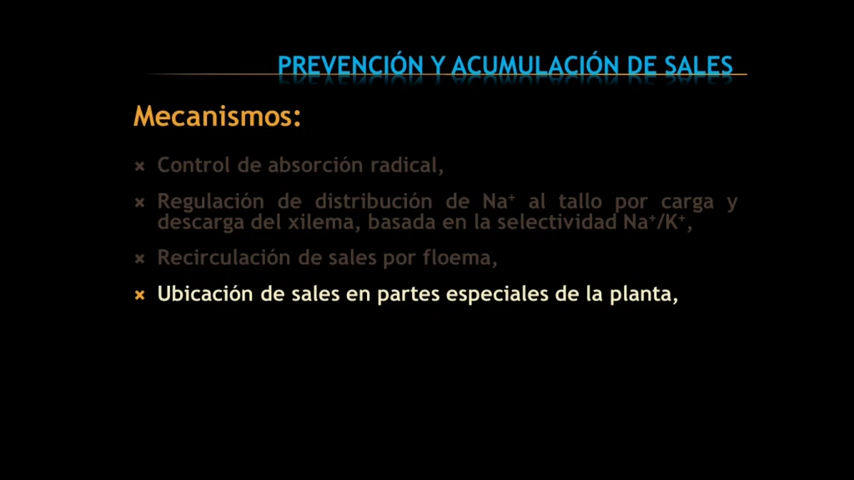 PREVENCIÓN Y ACUMULACIÓN DE SALES
Mecanismos:
Control de absorción radical,
Regulación de distribución de Na⁺ al tallo por carga y
descarga del xilema, basada en la selectividad Na⁺/K⁺,
Recirculación de sales por floema,
Ubicación de sales en partes especiales de la planta,